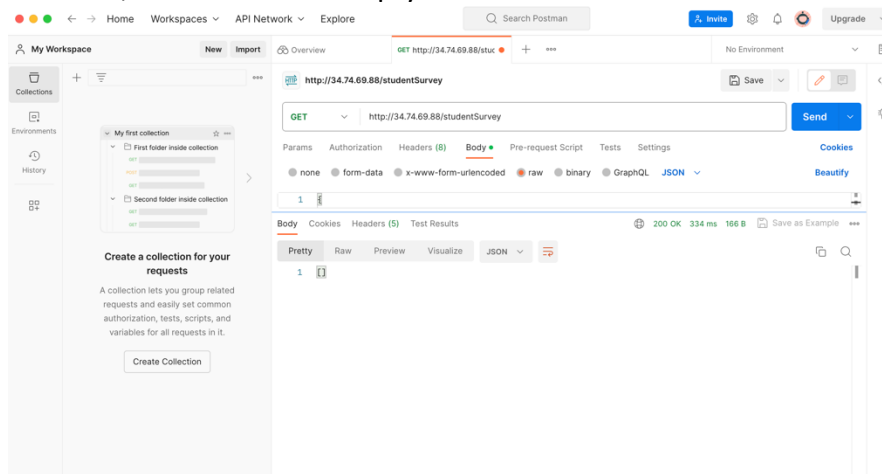 Home Workspaces API Network Explore Search Postman Invite Upgrade
My Workspace New Import Overview GET http://34.74.69.88/stuc No Environment
Collections
http://34.74.69.88/studentSurvey Save
GET http://34.74.69.88/studentSurvey Send
Environments
My first collection
Params Authorization Headers (8) Body Pre-request Script Tests Settings Cookies
First folder inside collection
History
none form-data x-www-form-urlencoded raw binary GraphQL JSON Beautify
Second folder inside collection
1
Body Cookies Headers (5) Test Results 200 OK 334 ms 166 B Save as Example
Pretty Raw Preview Visualize JSON
1 []
Create a collection for your
requests
A collection lets you group related
requests and easily set common
authorization, tests, scripts, and
variables for all requests in it.
Create Collection